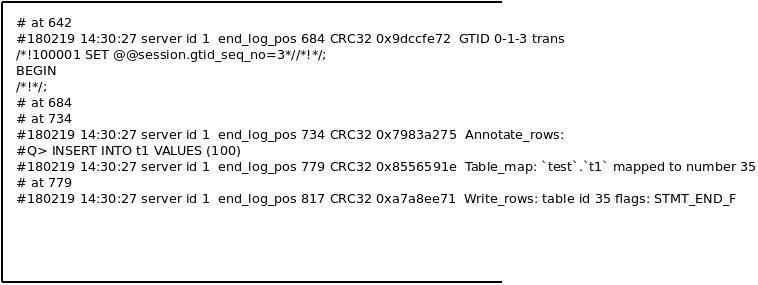 # at 642
#180219 14:30:27 server id 1  end_log_pos 684 CRC32 0x9dccfe72  GTID 0-1-3 trans
/*!100001 SET @@session.gtid_seq_no=3*//*!*/;
BEGIN
/*!*/;
# at 684
# at 734
#180219 14:30:27 server id 1  end_log_pos 734 CRC32 0x7983a275  Annotate_rows:
#Q> INSERT INTO t1 VALUES (100)
#180219 14:30:27 server id 1  end_log_pos 779 CRC32 0x8556591e  Table_map: `test`.`t1` mapped to number 35
# at 779
#180219 14:30:27 server id 1  end_log_pos 817 CRC32 0xa7a8ee71  Write_rows: table id 35 flags: STMT_END_F